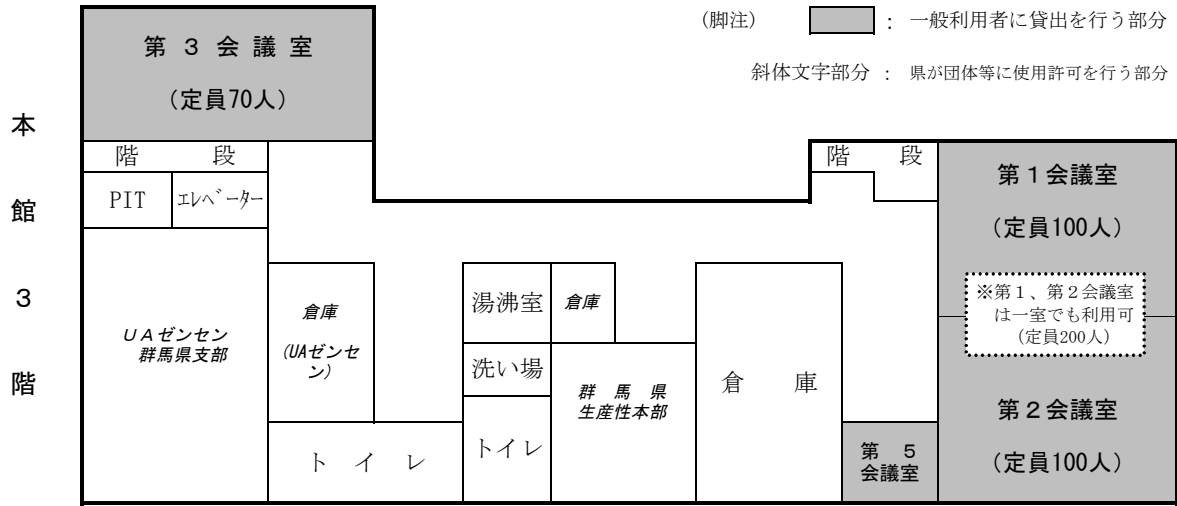 (脚注)　：　一般利用者に貸出を行う部分
斜体文字部分　：　県が団体等に使用許可を行う部分
本館３階
第３会議室
(定員70人)
階　段
PIT
エレベーター
UAゼンセン
群馬県支部
倉庫
(UAゼンセ
ン)
トイレ
湯沸室
洗い場
トイレ
倉庫
群馬県
生産性本部
倉　庫
階　段
第５
会議室
第１会議室
(定員100人)
※第１、第２会議室
は一室でも利用可
(定員200人)
第２会議室
(定員100人)